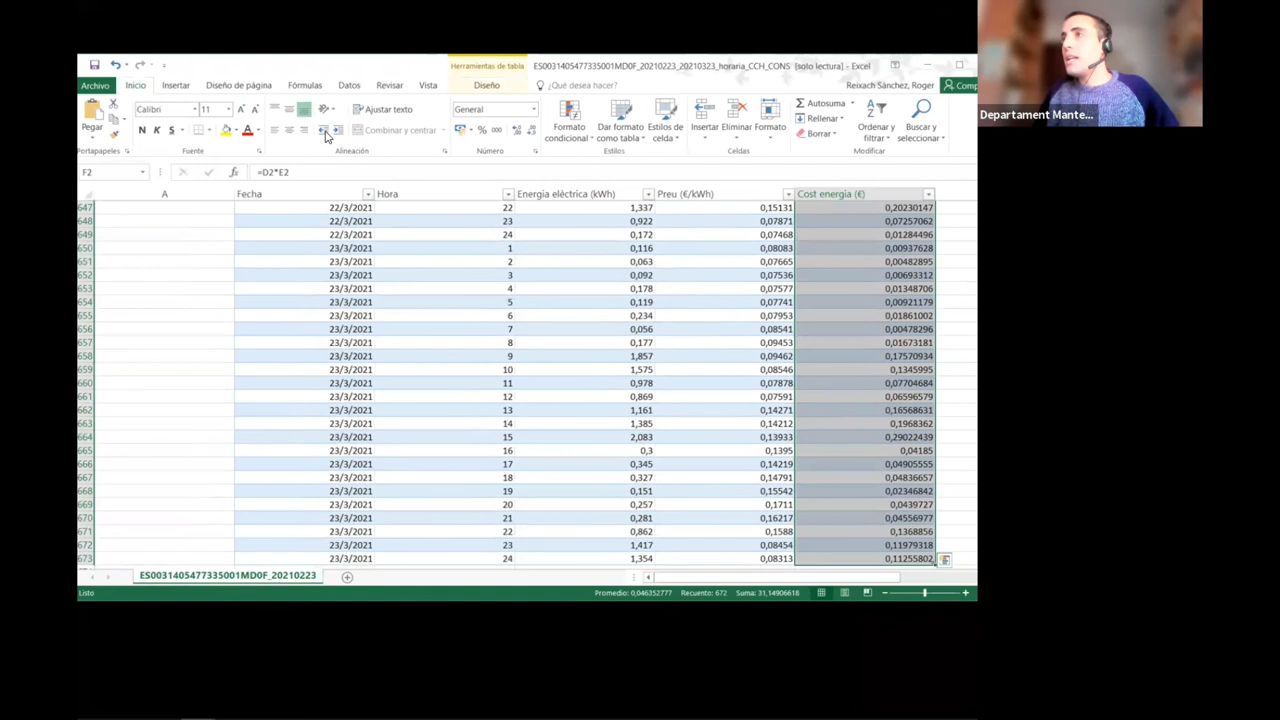 Herramientas de tabla
ES0031405477335001MD0F_20210223_20210323_horaria_CCH_CONS [solo lectura] - Excel
Archivo Inicio Insertar Diseño de página Fórmulas Datos Revisar Vista Diseño ¿Qué desea hacer? Reixach Sánchez, Roger Comp
Pegar
Portapapeles
Calibri 11
N K S
Fuente
Ajustar texto
Combinar y centrar
Alineación
General
% 000
Número
Formato condicional
Dar formato como tabla
Estilos de celda
Estilos
Insertar Eliminar Formato
Celdas
Autosuma
Rellenar
Borrar
Ordenar y filtrar
Buscar y seleccionar
Modificar
Departament Mante...
F2 fx =D2*E2
A Fecha Hora Energía elèctrica (kWh) Preu (€/kWh) Cost energia (€)
647 22/3/2021 22 1,337 0,15131 0,20230147
648 22/3/2021 23 0,922 0,07871 0,07257062
649 22/3/2021 24 0,172 0,07468 0,01284496
650 23/3/2021 1 0,116 0,08083 0,00937628
651 23/3/2021 2 0,063 0,07665 0,00482895
652 23/3/2021 3 0,092 0,07536 0,00693312
653 23/3/2021 4 0,178 0,07577 0,01348706
654 23/3/2021 5 0,119 0,07741 0,00921179
655 23/3/2021 6 0,234 0,07953 0,01861002
656 23/3/2021 7 0,056 0,08541 0,00478296
657 23/3/2021 8 0,177 0,09453 0,01673181
658 23/3/2021 9 1,857 0,09462 0,17570934
659 23/3/2021 10 1,575 0,08546 0,1345995
660 23/3/2021 11 0,978 0,07878 0,07704684
661 23/3/2021 12 0,869 0,07591 0,06596579
662 23/3/2021 13 1,161 0,14271 0,16568631
663 23/3/2021 14 1,385 0,14212 0,1968362
664 23/3/2021 15 2,083 0,13933 0,29022439
665 23/3/2021 16 0,3 0,1395 0,04185
666 23/3/2021 17 0,345 0,14219 0,04905555
667 23/3/2021 18 0,327 0,14791 0,04836657
668 23/3/2021 19 0,151 0,15542 0,02346842
669 23/3/2021 20 0,257 0,1711 0,0439727
670 23/3/2021 21 0,281 0,16217 0,04556977
671 23/3/2021 22 0,862 0,1588 0,1368856
672 23/3/2021 23 1,417 0,08454 0,11979318
673 23/3/2021 24 1,354 0,08313 0,11255802
ES0031405477335001MD0F_20210223
Listo Promedio: 0,046352777 Recuento: 672 Suma: 31,14906618